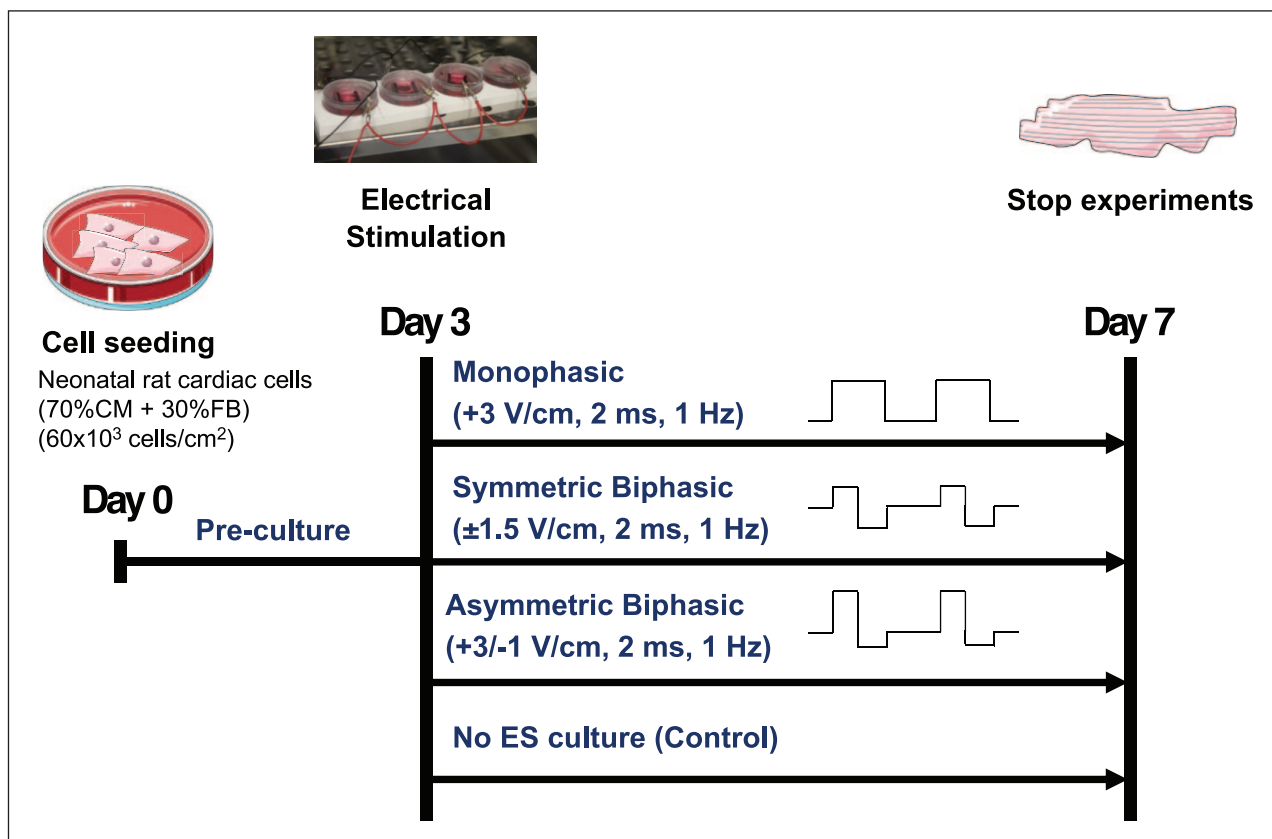 Electrical
Stimulation
Stop experiments
Cell seeding
Neonatal rat cardiac cells
(70%CM + 30%FB)
(60x10³ cells/cm²)
Day 0
Pre-culture
Day 3
Day 7
Monophasic
(+3 V/cm, 2 ms, 1 Hz)
Symmetric Biphasic
(±1.5 V/cm, 2 ms, 1 Hz)
Asymmetric Biphasic
(+3/-1 V/cm, 2 ms, 1 Hz)
No ES culture (Control)